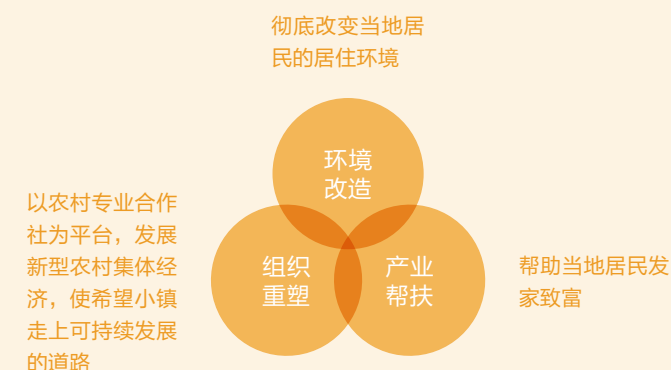 彻底改变当地居
民的居住环境
环境
改造
以农村专业合作
社为平台，发展
新型农村集体经
济，使希望小镇
走上可持续发展
的道路
组织
重塑
产业
帮扶
帮助当地居民发
家致富